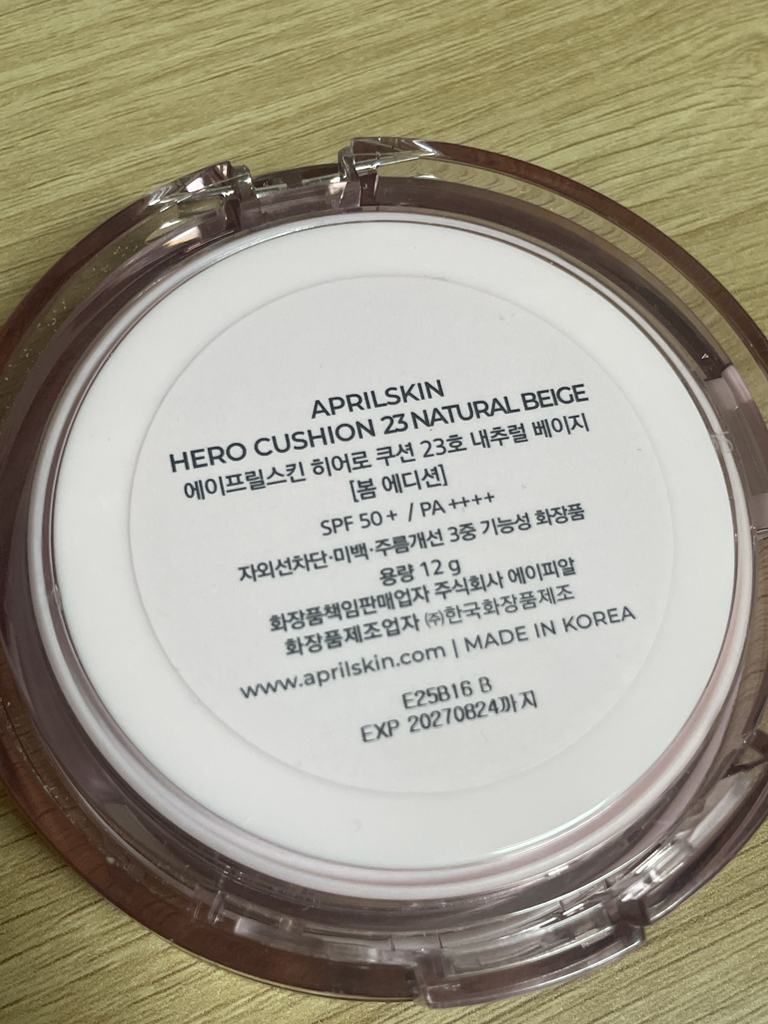 APRILSKIN
HERO CUSHION 23 NATURAL BEIGE
에이프릴스킨 히어로 쿠션 23호 내추럴 베이지
[봄 에디션]
SPF 50+ / PA ++++
자외선차단·미백·주름개선 3중 기능성 화장품
용량 12 g
화장품책임판매업자 주식회사 에이피알
화장품제조업자 ㈜한국화장품제조
www.aprilskin.com | MADE IN KOREA
E25B16 B
EXP 20270824까지